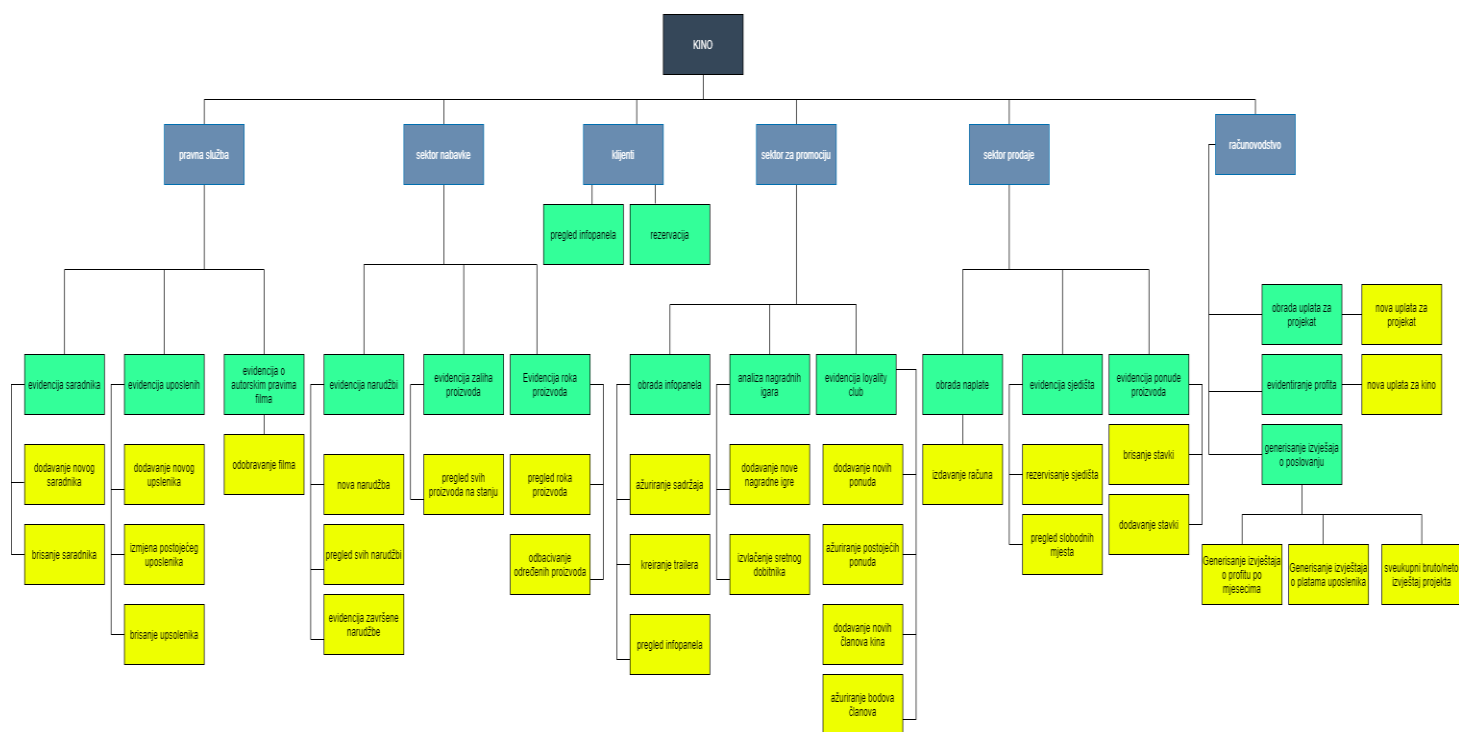 KINO
pravna služba
sektor nabavke
klijenti
sektor za promociju
sektor prodaje
računovodstvo
pregled infopanela
rezervacija
evidencija saradnika
evidencija uposlenih
evidencija o
autorskim pravima
filma
evidencija narudžbi
evidencija zaliha
proizvoda
Evidencija roka
proizvoda
obrada infopanela
analiza nagradnih
igara
evidencija loyality
club
obrada naplate
evidencija sjedišta
evidencija ponude
proizvoda
obrada uplata za
projekat
nova uplata za
projekat
evidentiranje profita
nova uplata za kino
generisanje izvješaja
o poslovanju
dodavanje novog
saradnika
brisanje saradnika
dodavanje novog
upslenika
izmjena postojećeg
uposlenika
brisanje upsolenika
odobravanje filma
nova narudžba
pregled svih narudžbi
evidencija završene
narudžbe
pregled svih
proizvoda na stanju
pregled roka
proizvoda
odbacivanje
određenih proizvoda
ažuriranje sadržaja
kreiranje trailera
pregled infopanela
dodavanje nove
nagradne igre
izvlačenje sretnog
dobitnika
dodavanje novih
ponuda
ažuriranje postojećih
ponuda
dodavanje novih
članova kina
ažuriranje bodova
članova
izdavanje računa
rezervisanje sjedišta
pregled slobodnih
mjesta
brisanje stavki
dodavanje stavki
Generisanje izvještaja
o profitu po
mjesecima
Generisanje izvještaja
o platama uposlenika
sveukupni bruto/neto
izvještaj projekta